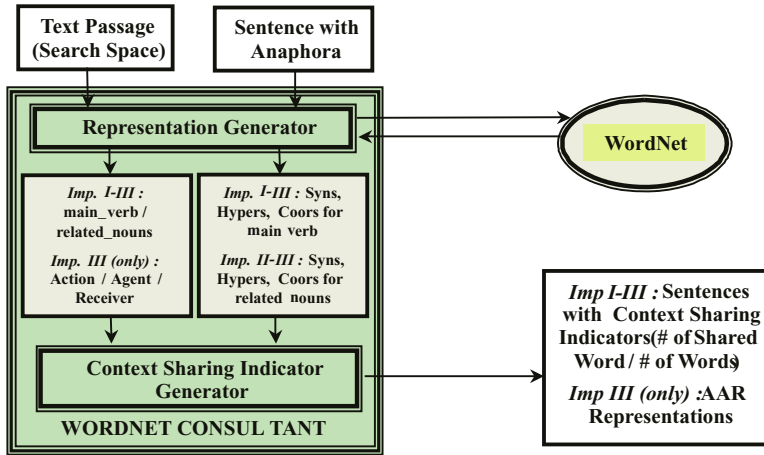 Text Passage
(Search Space)
Sentence with
Anaphora
Representation Generator
WordNet
Imp. I-III :
main_verb /
related_nouns
Imp. III (only) :
Action / Agent /
Receiver
Imp. I-III : Syns,
Hypers, Coors for
main verb
Imp. II-III : Syns,
Hypers, Coors for
related nouns
Context Sharing Indicator
Generator
WORDNET CONSUL TANT
Imp I-III : Sentences
with Context Sharing
Indicators(# of Shared
Word / # of Words)
Imp III (only) :AAR
Representations